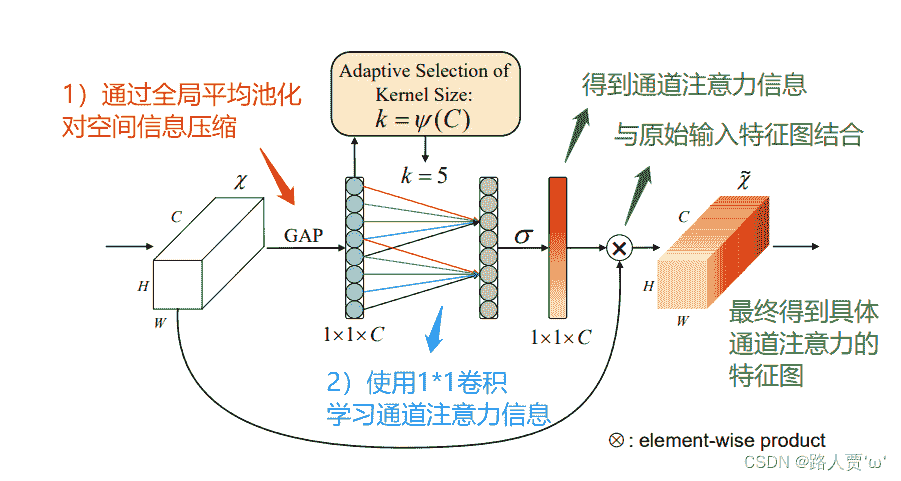 Adaptive Selection of
Kernel Size:
k = ψ(C)
1）通过全局平均池化
对空间信息压缩
得到通道注意力信息
与原始输入特征图结合
k = 5
χ
C
H
W
GAP
1×1×C
σ
1×1×C
χ̃
C
H
W
2）使用1*1卷积
学习通道注意力信息
最终得到具体
通道注意力的
特征图
⊗ : element-wise product
CSDN @路人贾'ω'